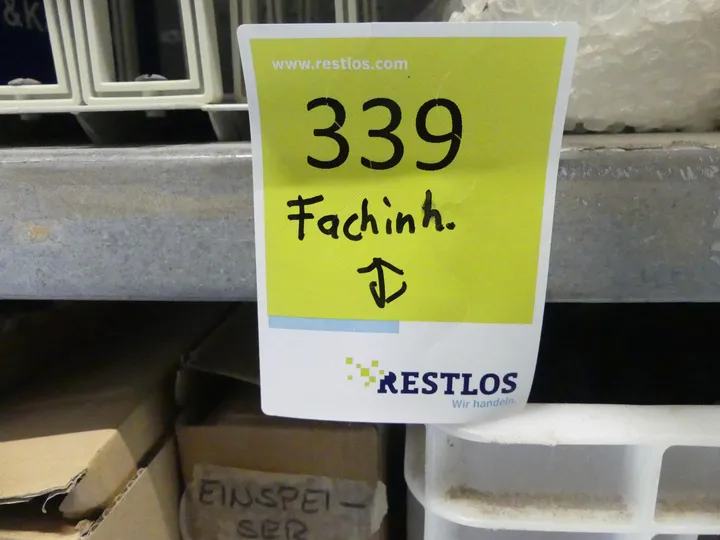 &K
www.restlos.com
339
Fachinh.
RESTLOS
Wir handeln.
EINSPEI-
SER